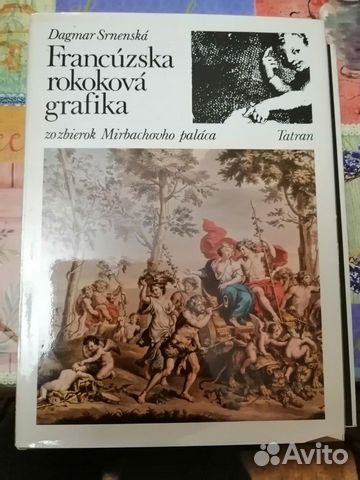 Dagmar Srnenská
Francúzska
rokoková
grafika
zo zbierok Mirbachovho paláca
Tatran
Avito